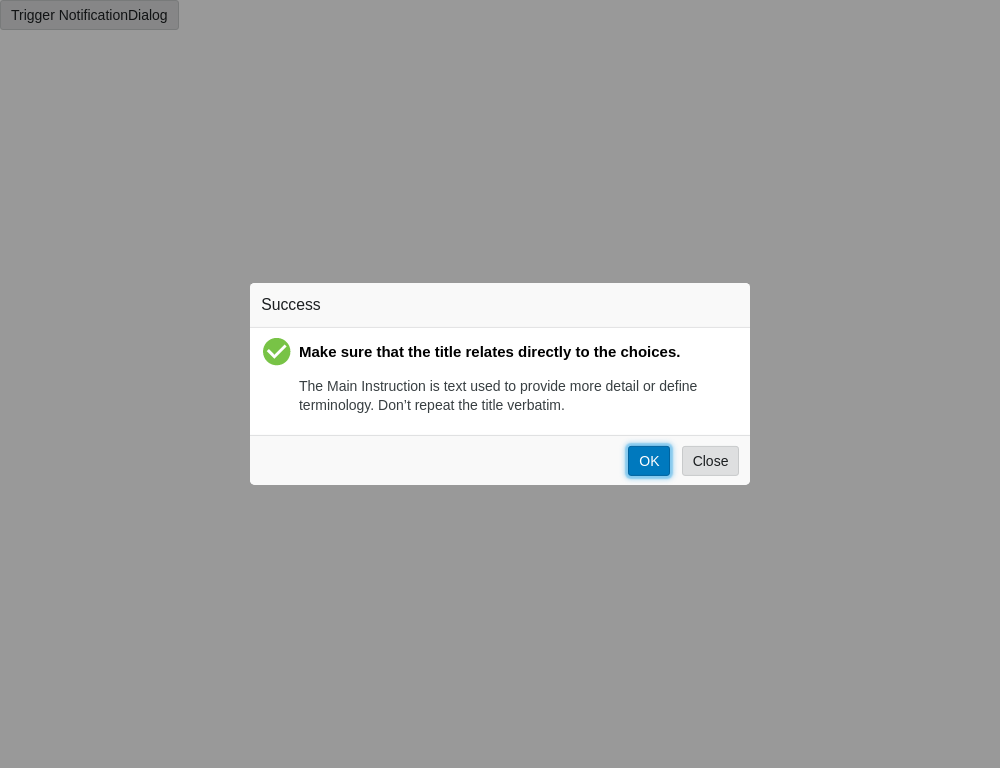 Trigger NotificationDialog
Success
Make sure that the title relates directly to the choices.
The Main Instruction is text used to provide more detail or define
terminology. Don’t repeat the title verbatim.
OK Close